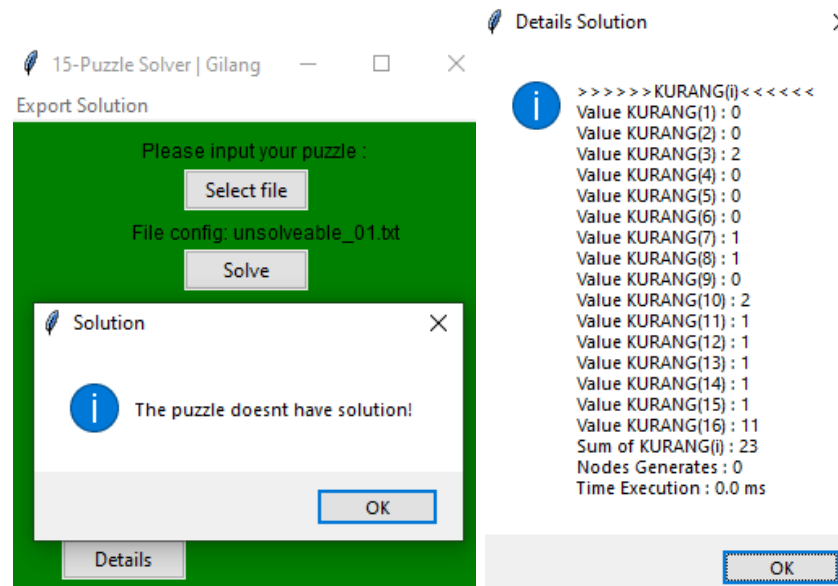 15-Puzzle Solver | Gilang
Export Solution
Please input your puzzle :
Select file
File config: unsolveable_01.txt
Solve
Solution
The puzzle doesnt have solution!
OK
Details
Details Solution
>>>>>>KURANG(i)<<<<<<
Value KURANG(1) : 0
Value KURANG(2) : 0
Value KURANG(3) : 2
Value KURANG(4) : 0
Value KURANG(5) : 0
Value KURANG(6) : 0
Value KURANG(7) : 1
Value KURANG(8) : 1
Value KURANG(9) : 0
Value KURANG(10) : 2
Value KURANG(11) : 1
Value KURANG(12) : 1
Value KURANG(13) : 1
Value KURANG(14) : 1
Value KURANG(15) : 1
Value KURANG(16) : 11
Sum of KURANG(i) : 23
Nodes Generates : 0
Time Execution : 0.0 ms
OK